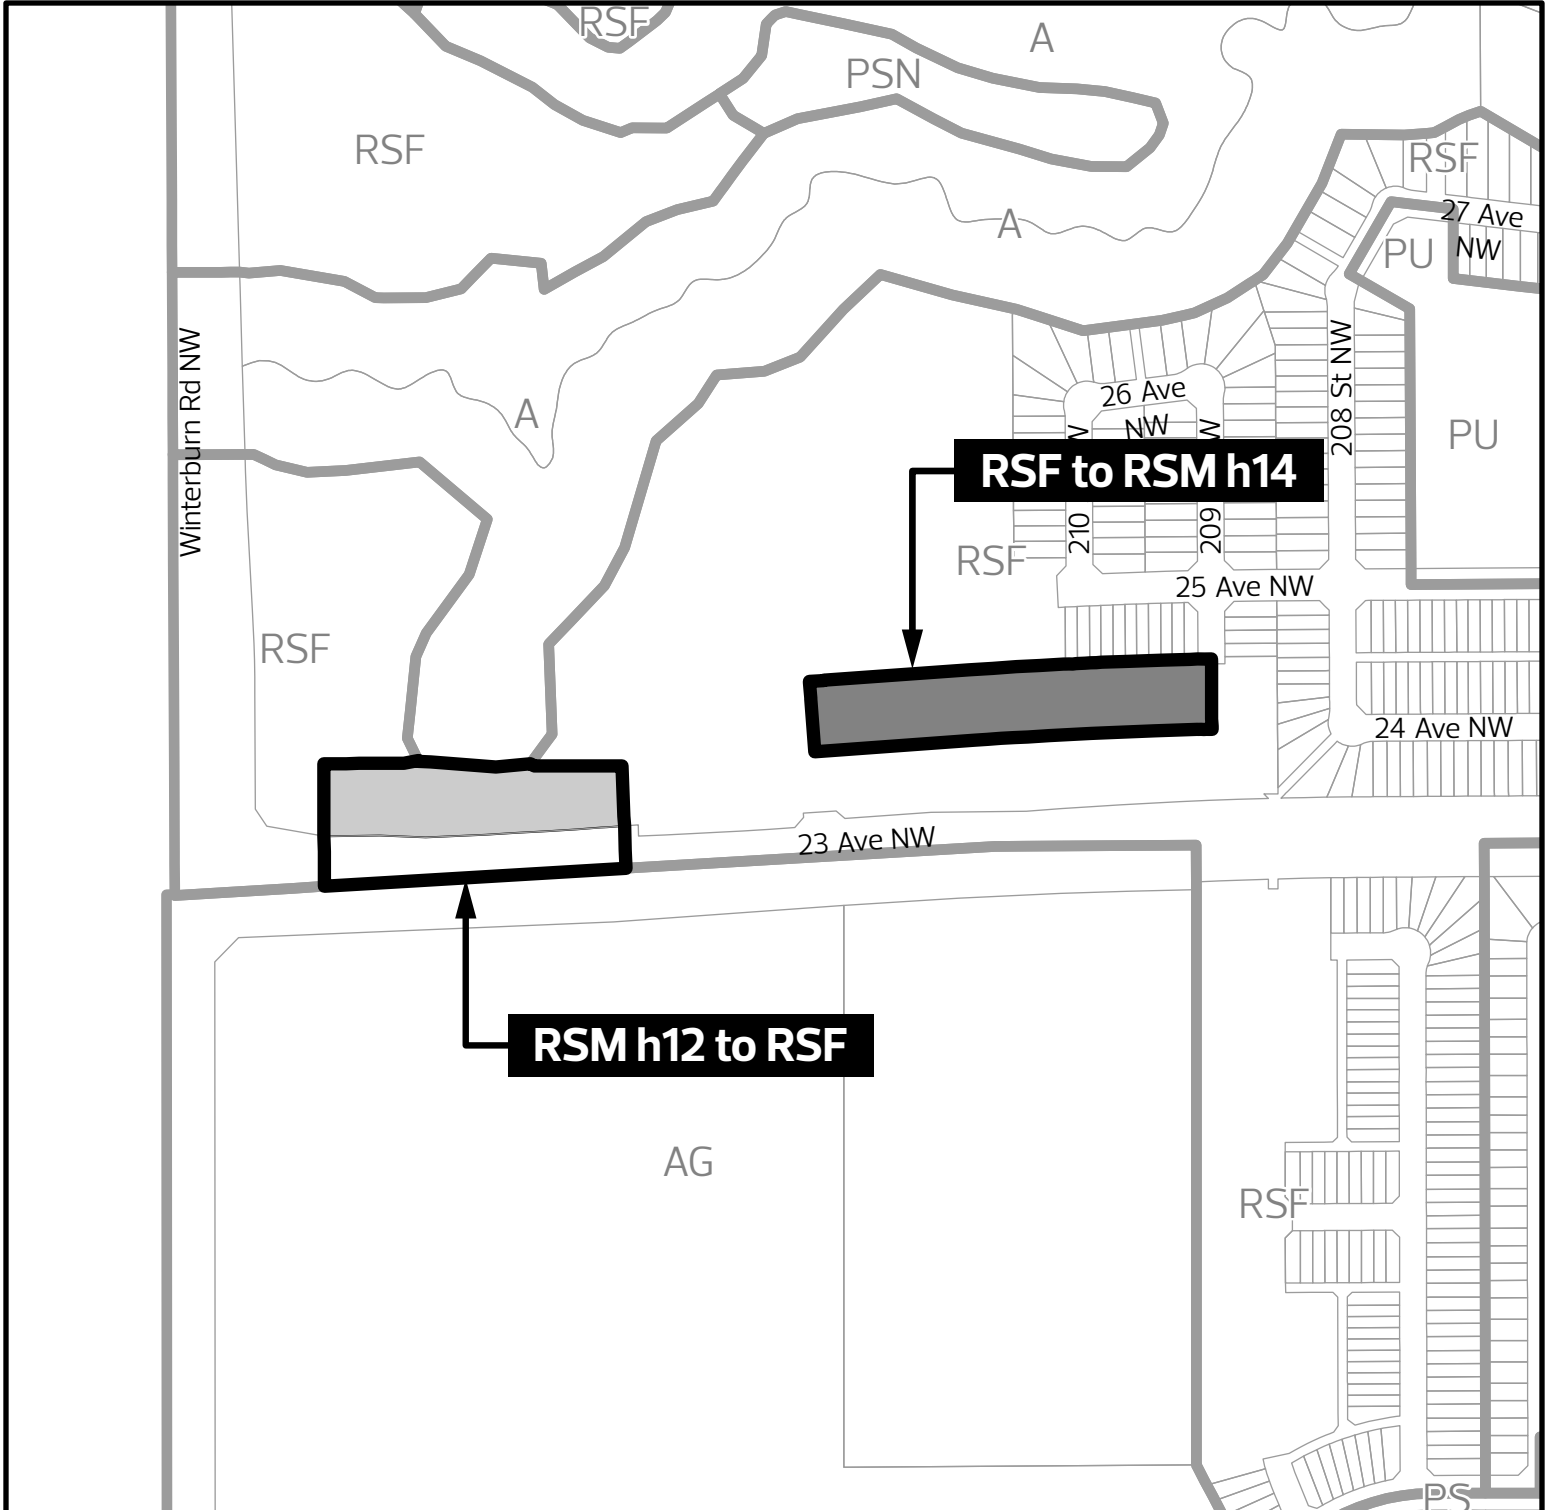 RSF
A
PSN
RSF
RSF
27 Ave
NW
A
PU
Winterburn Rd NW
208 St NW
A
26 Ave
NW
PU
W
W
RSF to RSM h14
210
209
RSF
25 Ave NW
RSF
24 Ave NW
23 Ave NW
RSM h12 to RSF
AG
RSF
PS